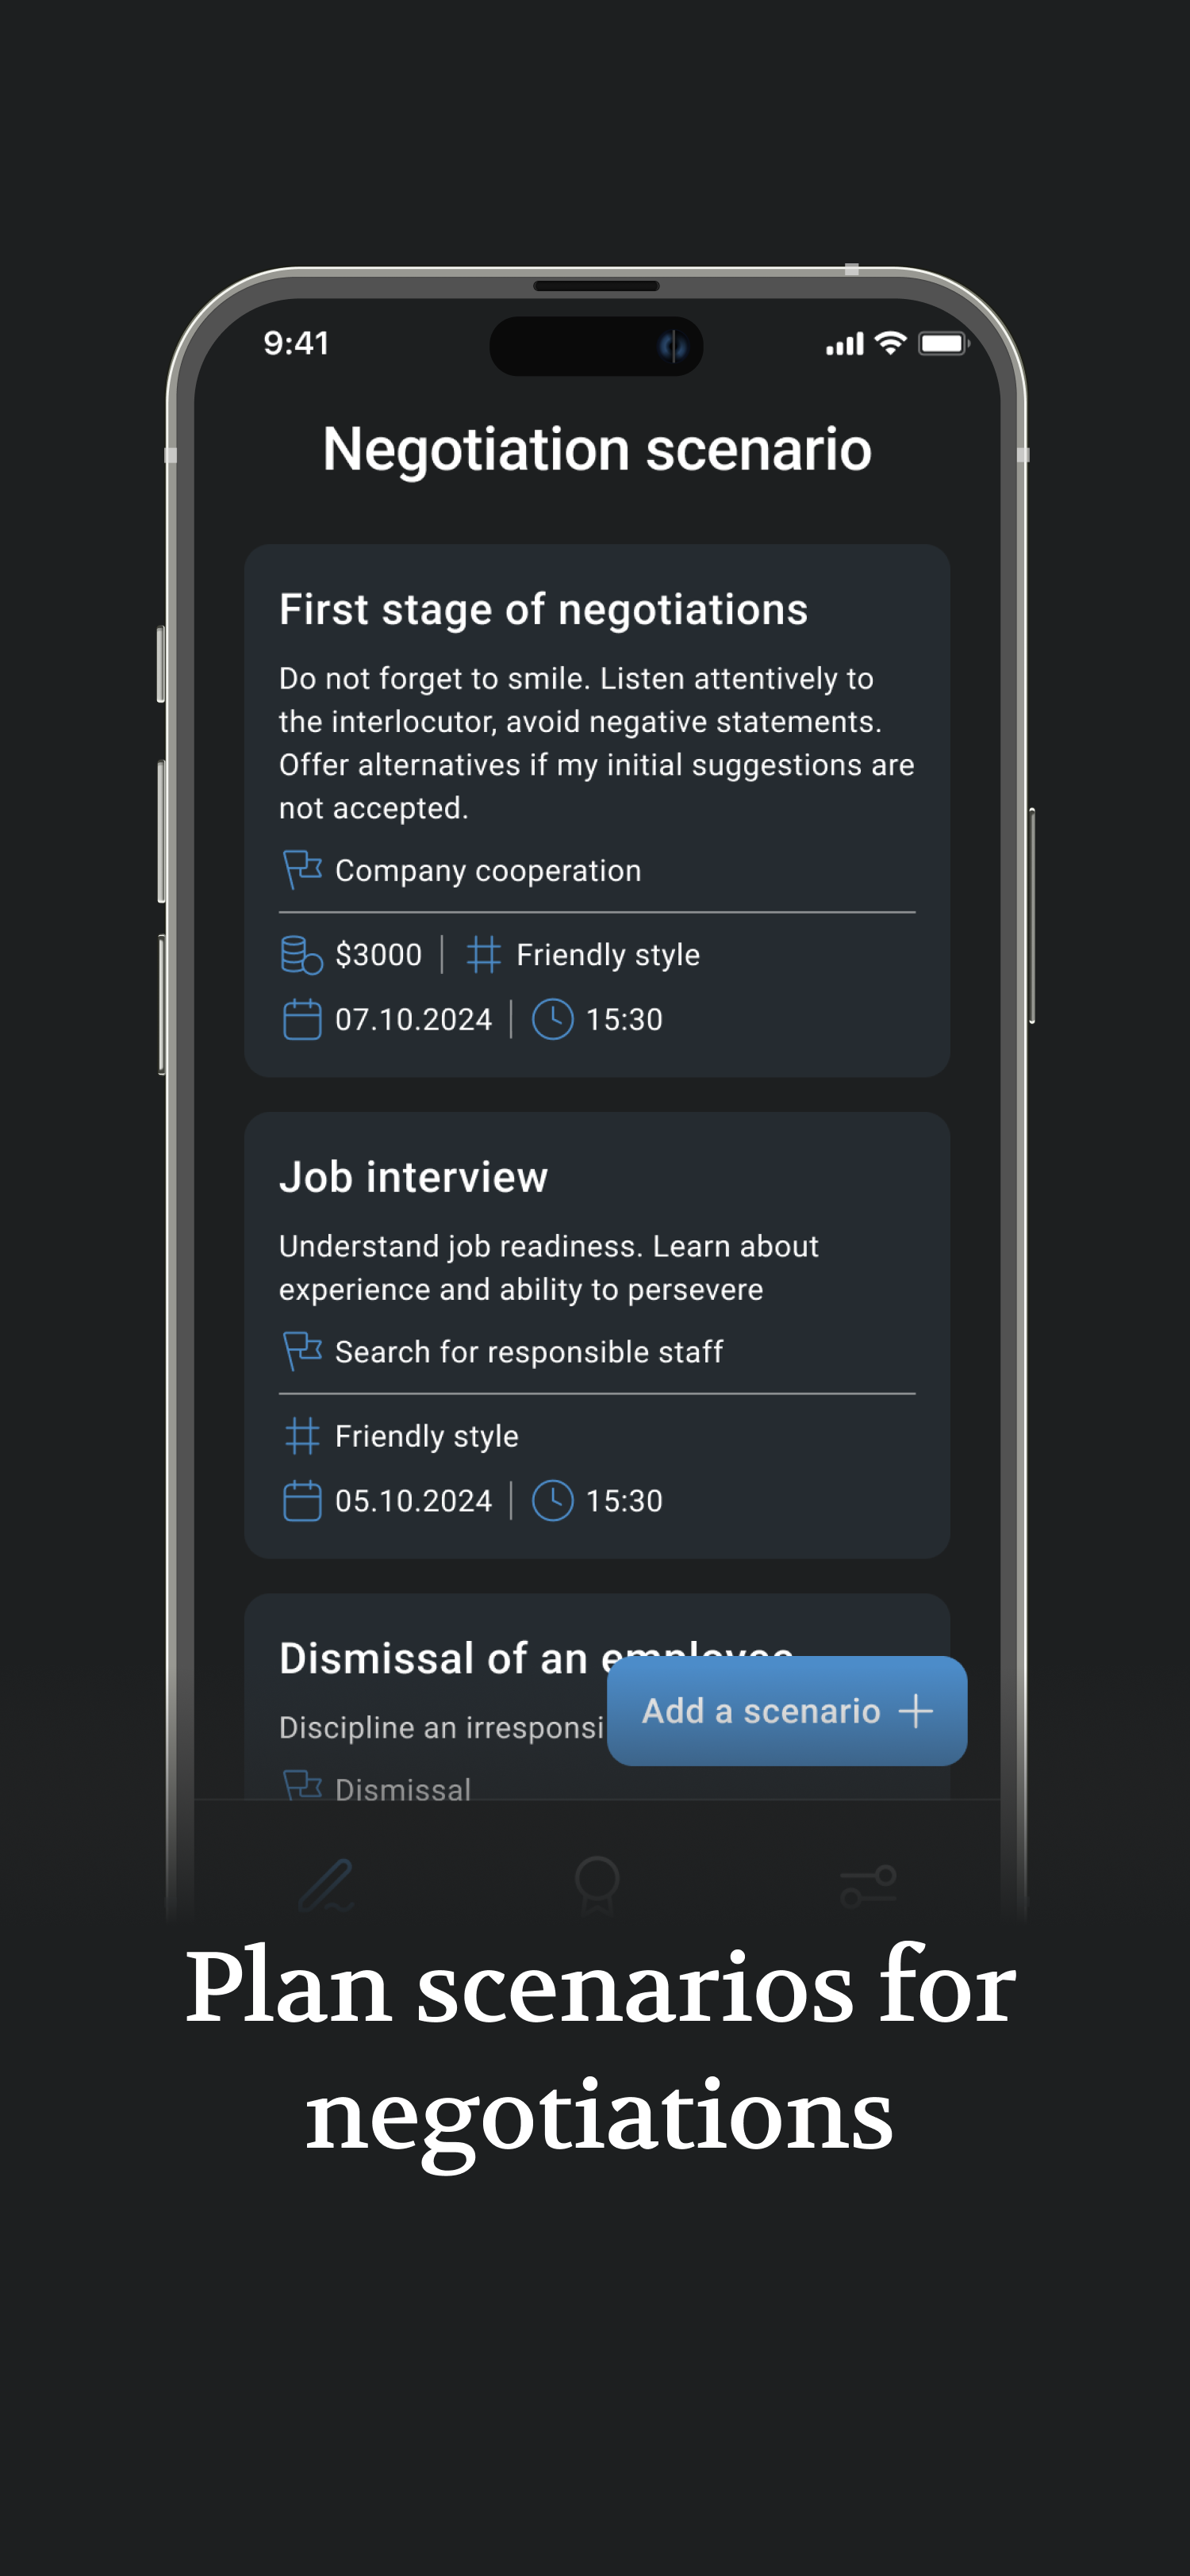 9:41
Negotiation scenario
First stage of negotiations
Do not forget to smile. Listen attentively to
the interlocutor, avoid negative statements.
Offer alternatives if my initial suggestions are
not accepted.
Company cooperation
$3000 | Friendly style
07.10.2024 | 15:30
Job interview
Understand job readiness. Learn about
experience and ability to persevere
Search for responsible staff
Friendly style
05.10.2024 | 15:30
Dismissal of an employee
Discipline an
Add a scenario +
Dismissal
Plan scenarios for
negotiations